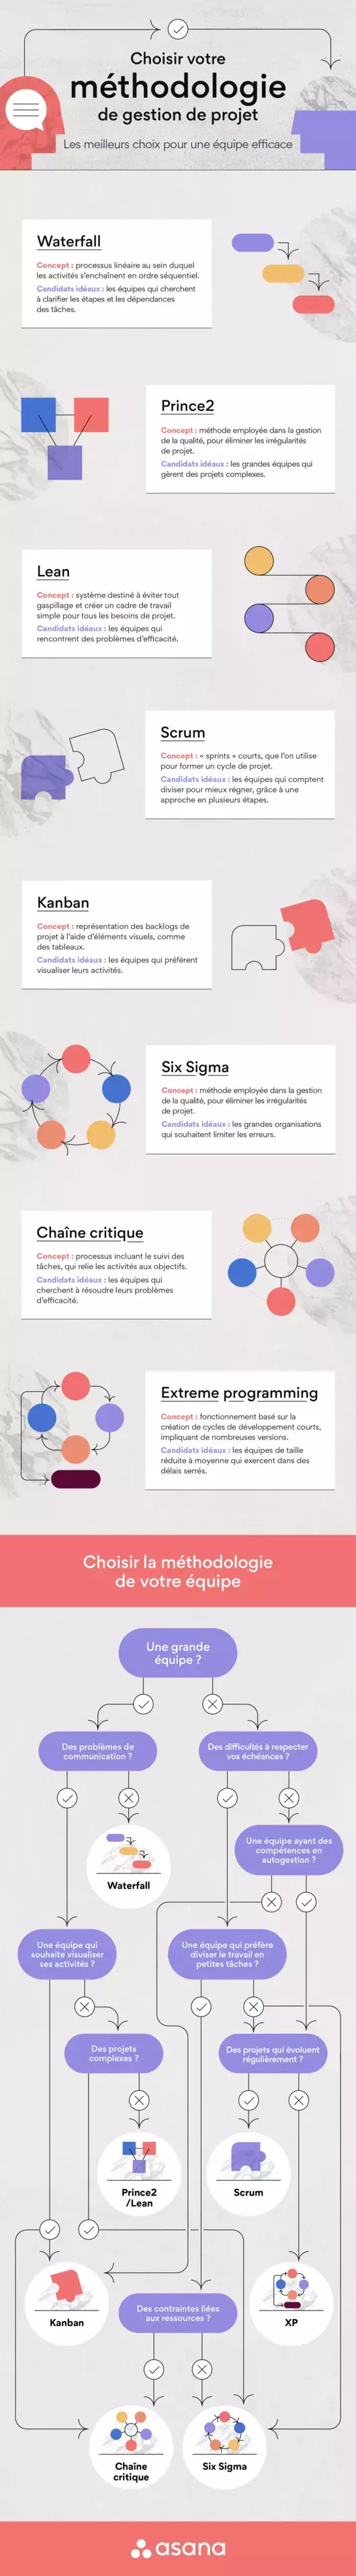 Choisir votre
méthodologie
de gestion de projet
Les meilleurs choix pour une équipe efficace
Waterfall
Concept : processus linéaire au sein duquel
les activités s'enchaînent en ordre séquentiel.
Candidats idéaux : les équipes qui cherchent
à clarifier les étapes et les dépendances
des tâches.
Prince2
Concept : méthode employée dans la gestion
de la qualité, pour éliminer les irrégularités
de projet.
Candidats idéaux : les grandes équipes qui
gèrent des projets complexes.
Lean
Concept : système destiné à éviter tout
gaspillage et créer un cadre de travail
simple pour tous les besoins de projet.
Candidats idéaux : les équipes qui
rencontrent des problèmes d'efficacité.
Scrum
Concept : « sprints » courts, que l'on utilise
pour former un cycle de projet.
Candidats idéaux : les équipes qui comptent
diviser pour mieux régner, grâce à une
approche en plusieurs étapes.
Kanban
Concept : représentation des backlogs de
projet à l'aide d'éléments visuels, comme
des tableaux.
Candidats idéaux : les équipes qui préfèrent
visualiser leurs activités.
Six Sigma
Concept : méthode employée dans la gestion
de la qualité, pour éliminer les irrégularités
de projet.
Candidats idéaux : les grandes organisations
qui souhaitent limiter les erreurs.
Chaîne critique
Concept : processus incluant le suivi des
tâches, qui relie les activités aux objectifs.
Candidats idéaux : les équipes qui
cherchent à résoudre leurs problèmes
d'efficacité.
Extreme programming
Concept : fonctionnement basé sur la
création de cycles de développement courts,
impliquant de nombreuses versions.
Candidats idéaux : les équipes de taille
réduite à moyenne qui exercent dans des
délais serrés.
Choisir la méthodologie
de votre équipe
Une grande
équipe ?
Des problèmes de
communication ?
Des difficultés à respecter
vos échéances ?
Waterfall
Une équipe ayant des
compétences en
autogestion ?
Une équipe qui
souhaite visualiser
ses activités ?
Une équipe qui préfère
diviser le travail en
petites tâches ?
Des projets
complexes ?
Des projets qui évoluent
régulièrement ?
Prince2
/Lean
Scrum
Kanban
Des contraintes liées
aux ressources ?
XP
Chaîne
critique
Six Sigma
asana